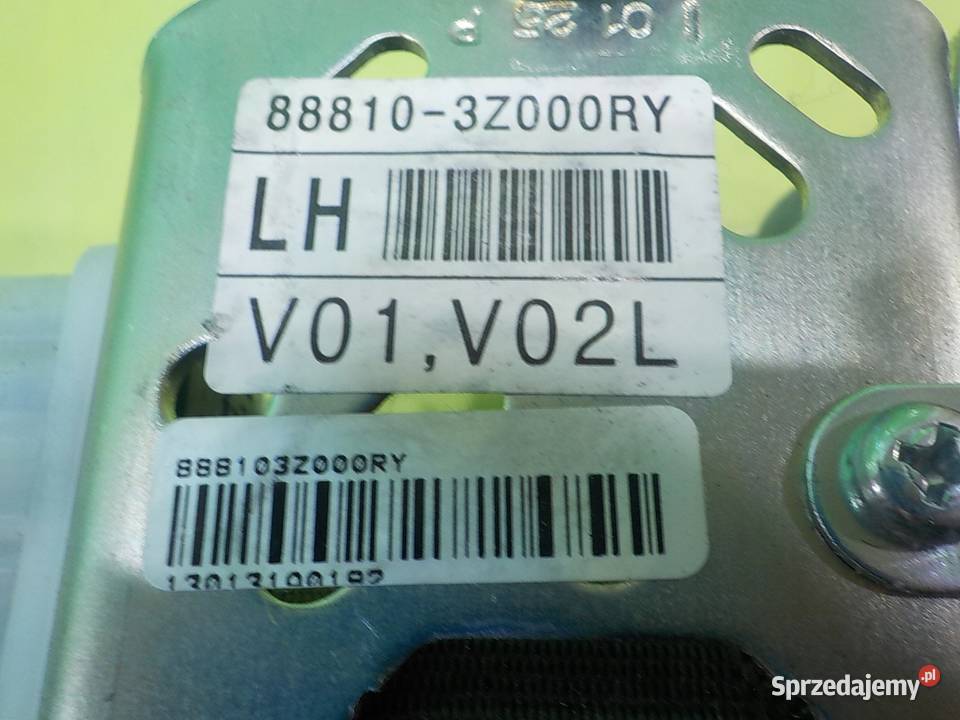 88810-3Z000RY
LH
V01,V02L
888103Z000RY
Sprzedajemy.pl